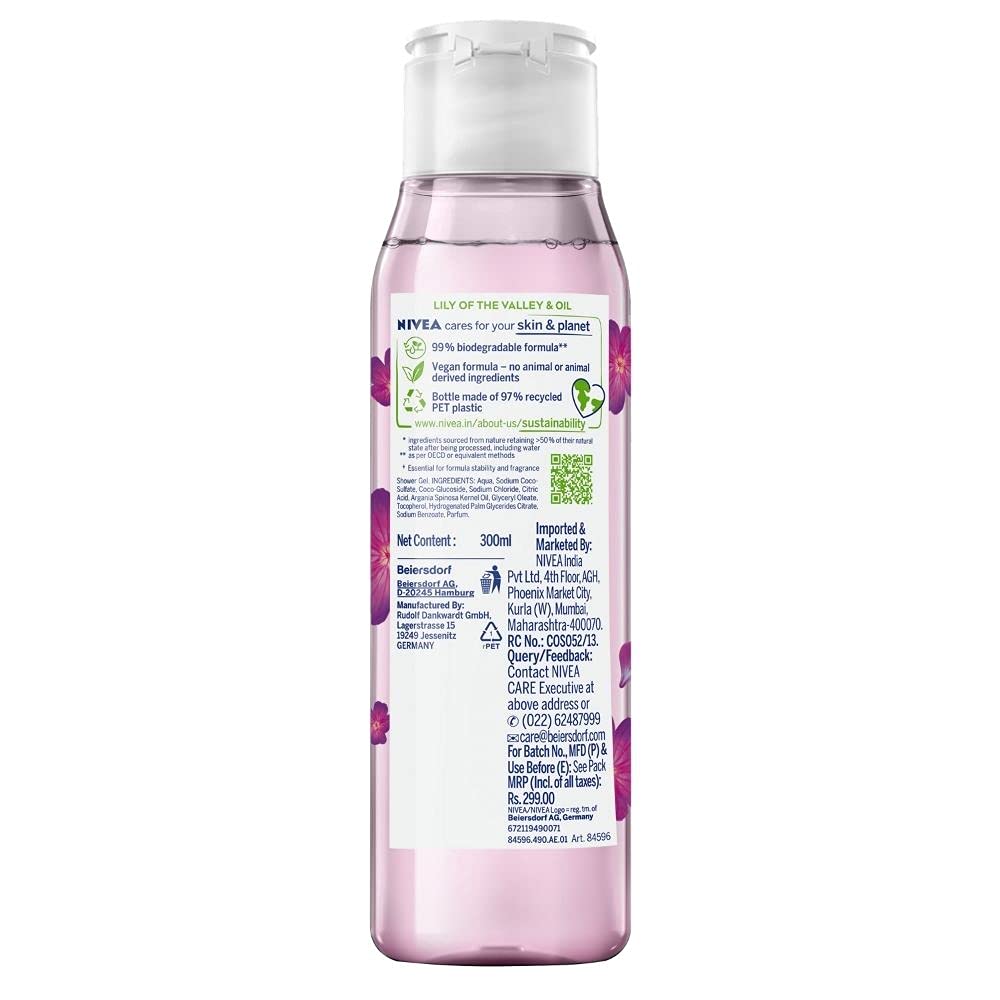 LILY OF THE VALLEY & OIL
NIVEA cares for your skin & planet
99% biodegradable formula**
Vegan formula – no animal or animal
derived ingredients
Bottle made of 97% recycled
PET plastic
www.nivea.in/about-us/sustainability
* ingredients sourced from nature retaining >50% of their natural
state after being processed, including water
** as per OECD or equivalent methods
† Essential for formula stability and fragrance
Shower Gel. INGREDIENTS: Aqua, Sodium Coco-
Sulfate, Coco-Glucoside, Sodium Chloride, Citric
Acid, Argania Spinosa Kernel Oil, Glyceryl Oleate,
Tocopherol, Hydrogenated Palm Glycerides Citrate,
Sodium Benzoate, Parfum.
Net Content : 300ml
Beiersdorf
Beiersdorf AG,
D-20245 Hamburg
Manufactured By:
Rudolf Dankwardt GmbH,
Lagerstrasse 15
19249 Jessenitz
GERMANY
1
rPET
Imported &
Marketed By:
NIVEA India
Pvt Ltd, 4th Floor, AGH,
Phoenix Market City,
Kurla (W), Mumbai,
Maharashtra-400070.
RC No.: COS052/13.
Query/Feedback:
Contact NIVEA
CARE Executive at
above address or
✆ (022) 62487999
✉care@beiersdorf.com
For Batch No., MFD (P) &
Use Before (E): See Pack
MRP (Incl. of all taxes):
Rs. 299.00
NIVEA/NIVEA Logo = reg. tm. of
Beiersdorf AG, Germany
672119490071
84596.490.AE.01 Art. 84596